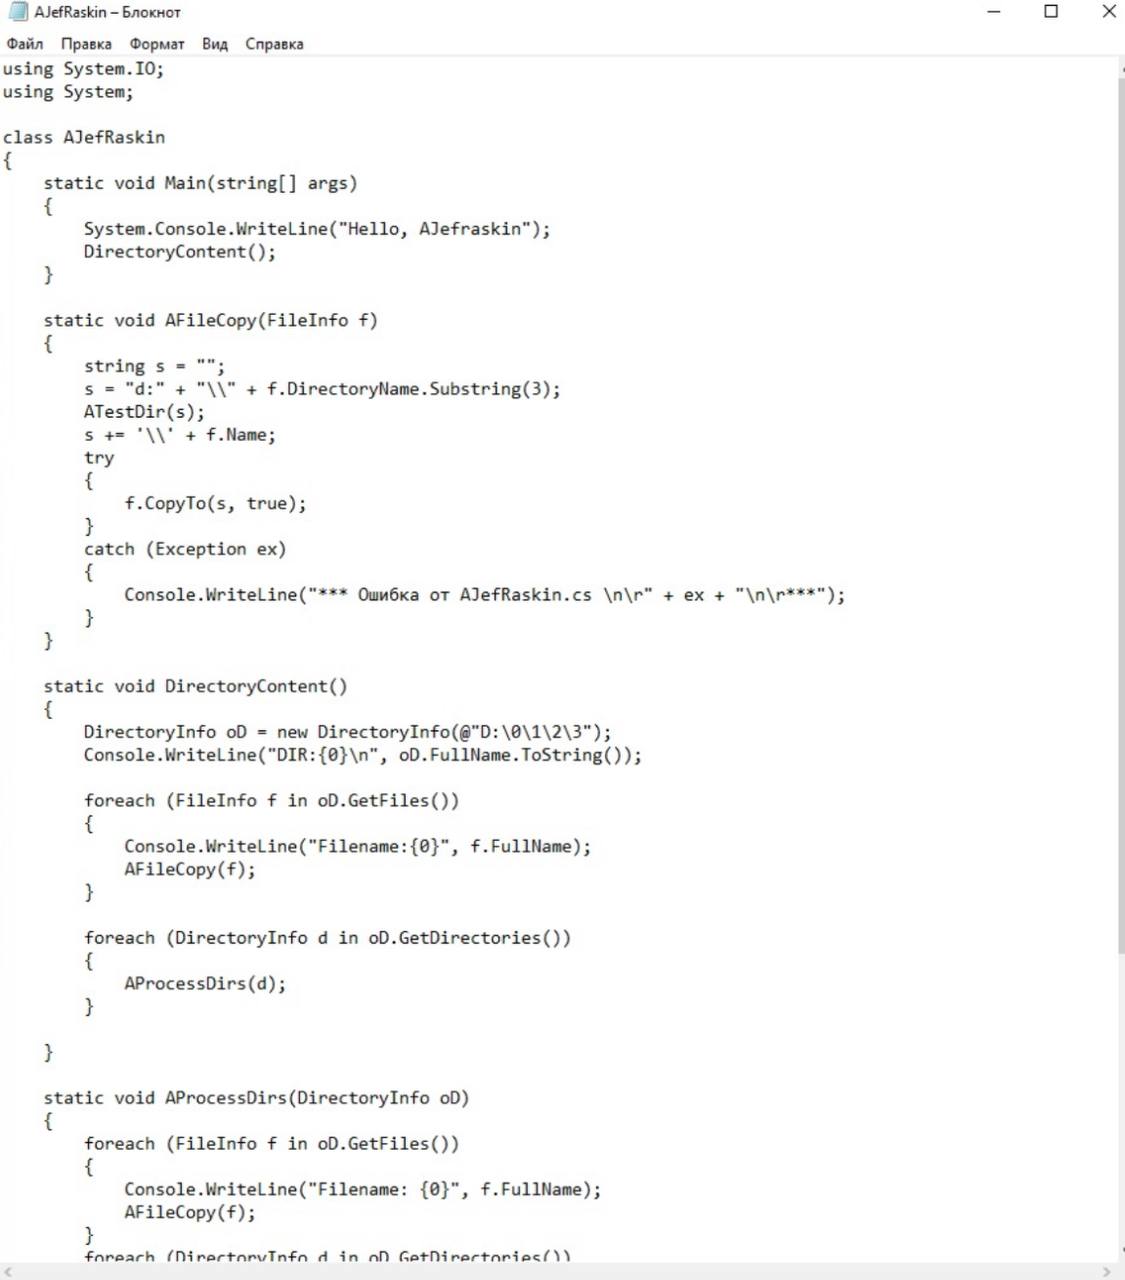 AJefRaskin – Блокнот
Файл Правка Формат Вид Справка
using System.IO;
using System;

class AJefRaskin
{
    static void Main(string[] args)
    {
        System.Console.WriteLine("Hello, AJefraskin");
        DirectoryContent();
    }

    static void AFileCopy(FileInfo f)
    {
        string s = "";
        s = "d:" + "\\" + f.DirectoryName.Substring(3);
        ATestDir(s);
        s += '\\' + f.Name;
        try
        {
            f.CopyTo(s, true);
        }
        catch (Exception ex)
        {
            Console.WriteLine("*** Ошибка от AJefRaskin.cs \n\r" + ex + "\n\r***");
        }
    }

    static void DirectoryContent()
    {
        DirectoryInfo oD = new DirectoryInfo(@"D:\0\1\2\3");
        Console.WriteLine("DIR:{0}\n", oD.FullName.ToString());

        foreach (FileInfo f in oD.GetFiles())
        {
            Console.WriteLine("Filename:{0}", f.FullName);
            AFileCopy(f);
        }

        foreach (DirectoryInfo d in oD.GetDirectories())
        {
            AProcessDirs(d);
        }

    }

    static void AProcessDirs(DirectoryInfo oD)
    {
        foreach (FileInfo f in oD.GetFiles())
        {
            Console.WriteLine("Filename: {0}", f.FullName);
            AFileCopy(f);
        }
        foreach (DirectoryInfo d in oD.GetDirectories())